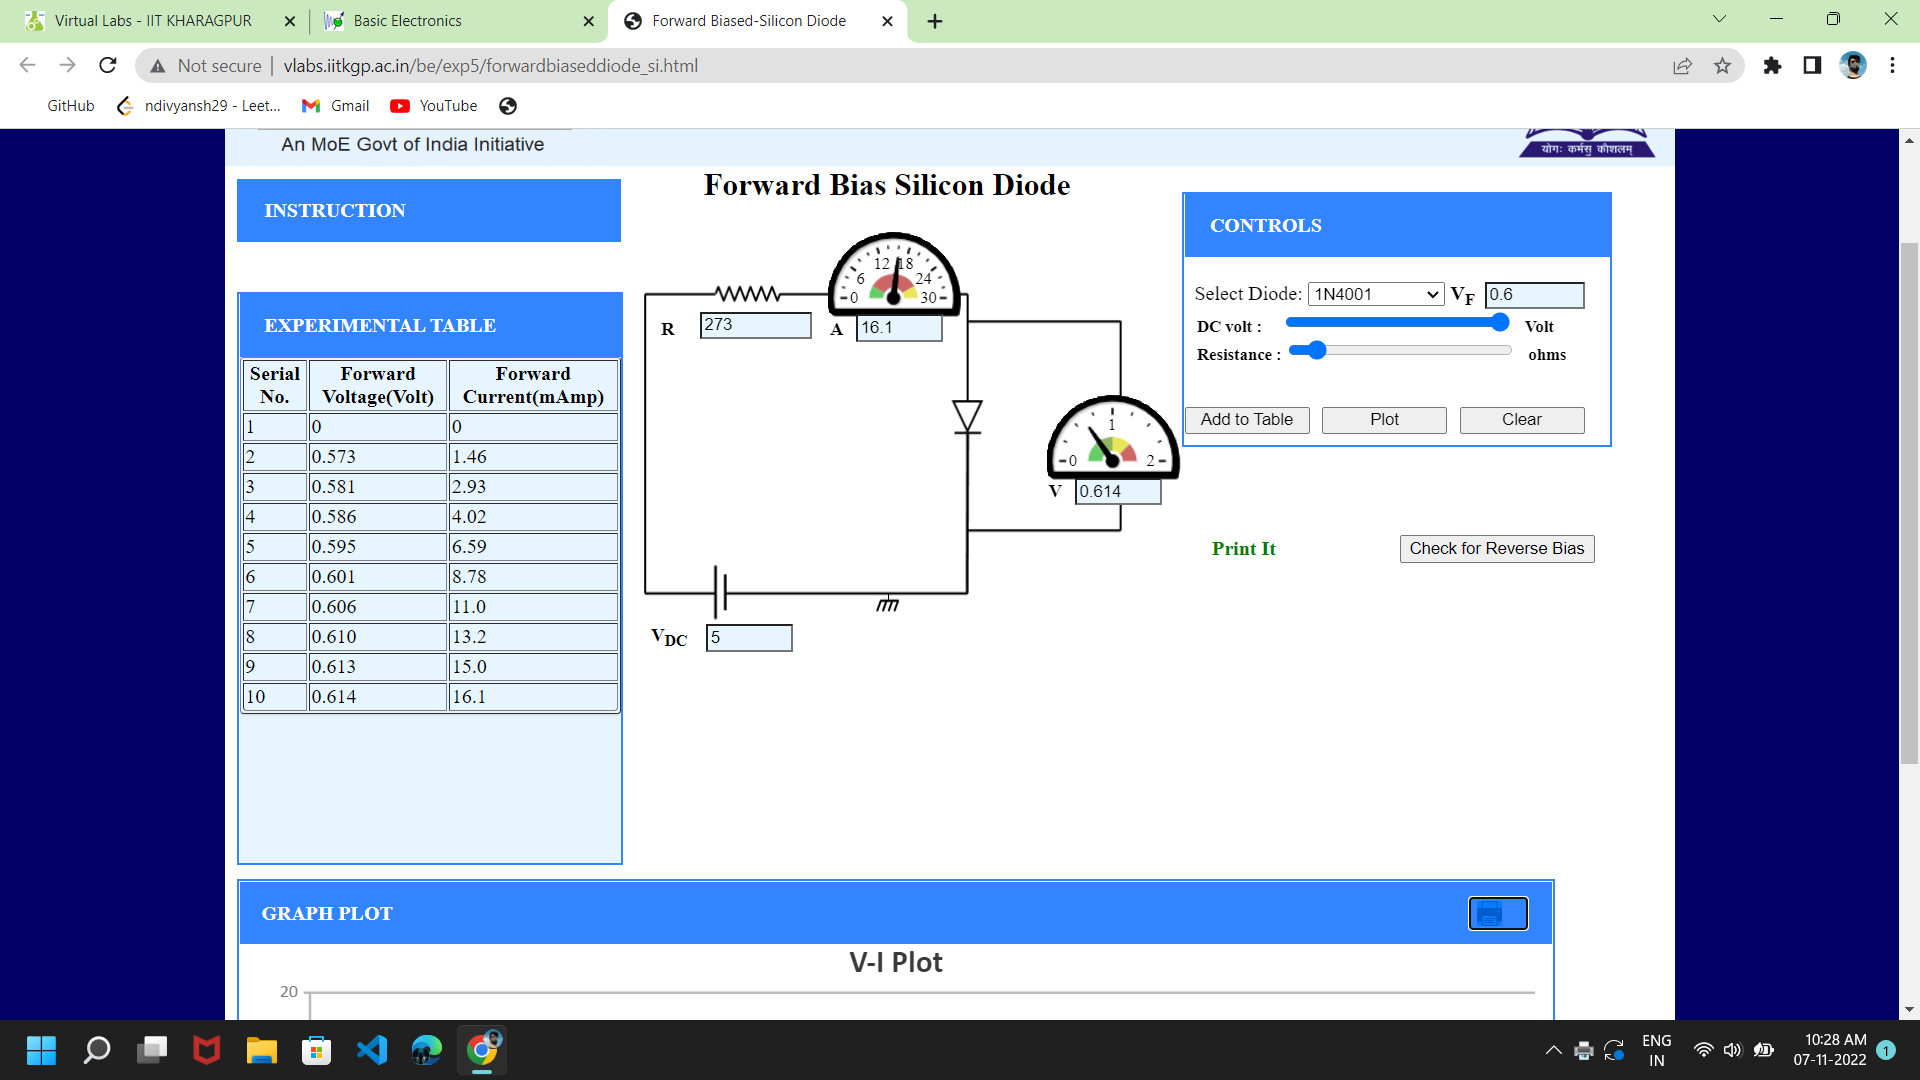 Virtual Labs - IIT KHARAGPUR
Basic Electronics
Forward Biased-Silicon Diode
Not secure | vlabs.iitkgp.ac.in/be/exp5/forwardbiaseddiode_si.html
GitHub
ndivyansh29 - Leet...
Gmail
YouTube
An MoE Govt of India Initiative
योगः कर्मसु कौशलम्
Forward Bias Silicon Diode
INSTRUCTION
EXPERIMENTAL TABLE
Serial No. Forward Voltage(Volt) Forward Current(mAmp)
1 0 0
2 0.573 1.46
3 0.581 2.93
4 0.586 4.02
5 0.595 6.59
6 0.601 8.78
7 0.606 11.0
8 0.610 13.2
9 0.613 15.0
10 0.614 16.1
0 6 12 18 24 30
R 273
A 16.1
0 1 2
V 0.614
VDC 5
CONTROLS
Select Diode: 1N4001 VF 0.6
DC volt : Volt
Resistance : ohms
Add to Table Plot Clear
Print It
Check for Reverse Bias
GRAPH PLOT
V-I Plot
20
ENG
IN
10:28 AM
07-11-2022
1